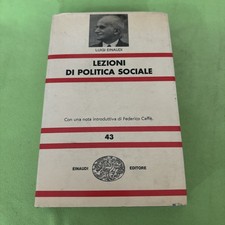 LUIGI EINAUDI
LEZIONI
DI POLITICA SOCIALE
Con una nota introduttiva di Federico Caffè.
43
EINAUDI EDITORE